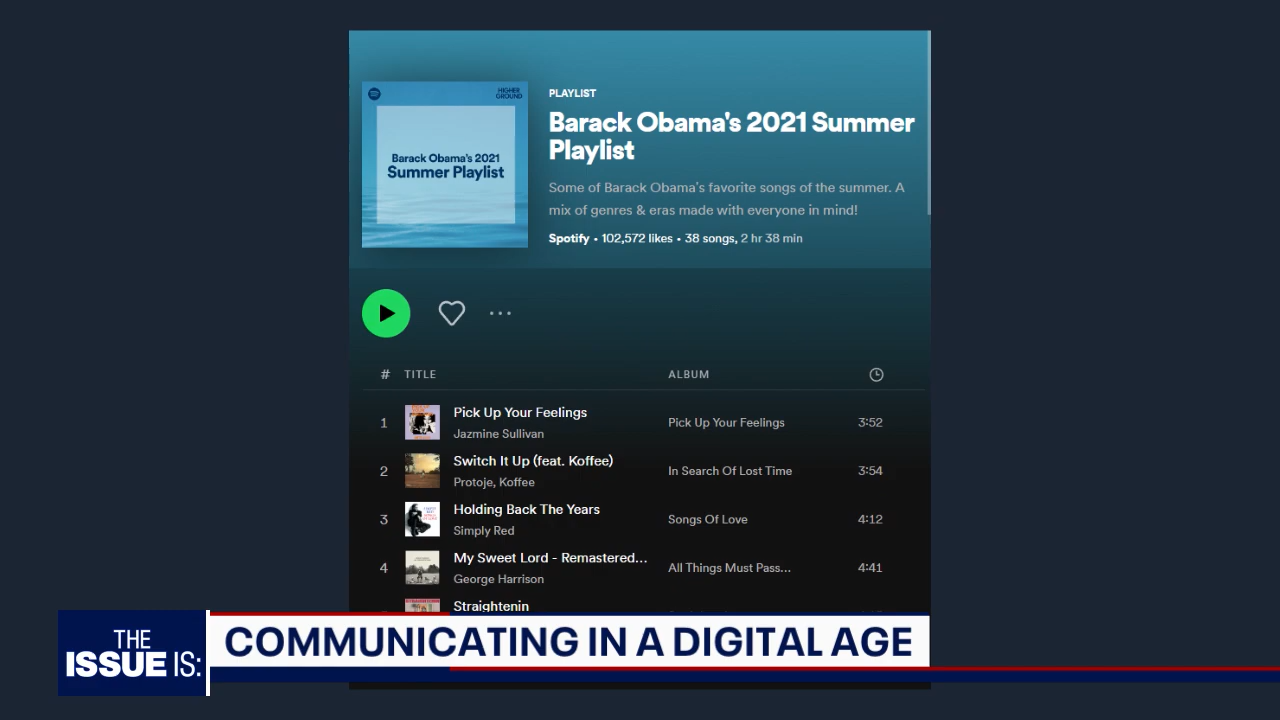 HIGHER
GROUND
Barack Obama's 2021
Summer Playlist
PLAYLIST
Barack Obama's 2021 Summer
Playlist
Some of Barack Obama's favorite songs of the summer. A
mix of genres & eras made with everyone in mind!
Spotify • 102,572 likes • 38 songs, 2 hr 38 min
# TITLE ALBUM
1 Pick Up Your Feelings Pick Up Your Feelings 3:52
Jazmine Sullivan
2 Switch It Up (feat. Koffee) In Search Of Lost Time 3:54
Protoje, Koffee
3 Holding Back The Years Songs Of Love 4:12
Simply Red
4 My Sweet Lord - Remastered... All Things Must Pass... 4:41
George Harrison
Straightenin
THE
ISSUE IS:
COMMUNICATING IN A DIGITAL AGE